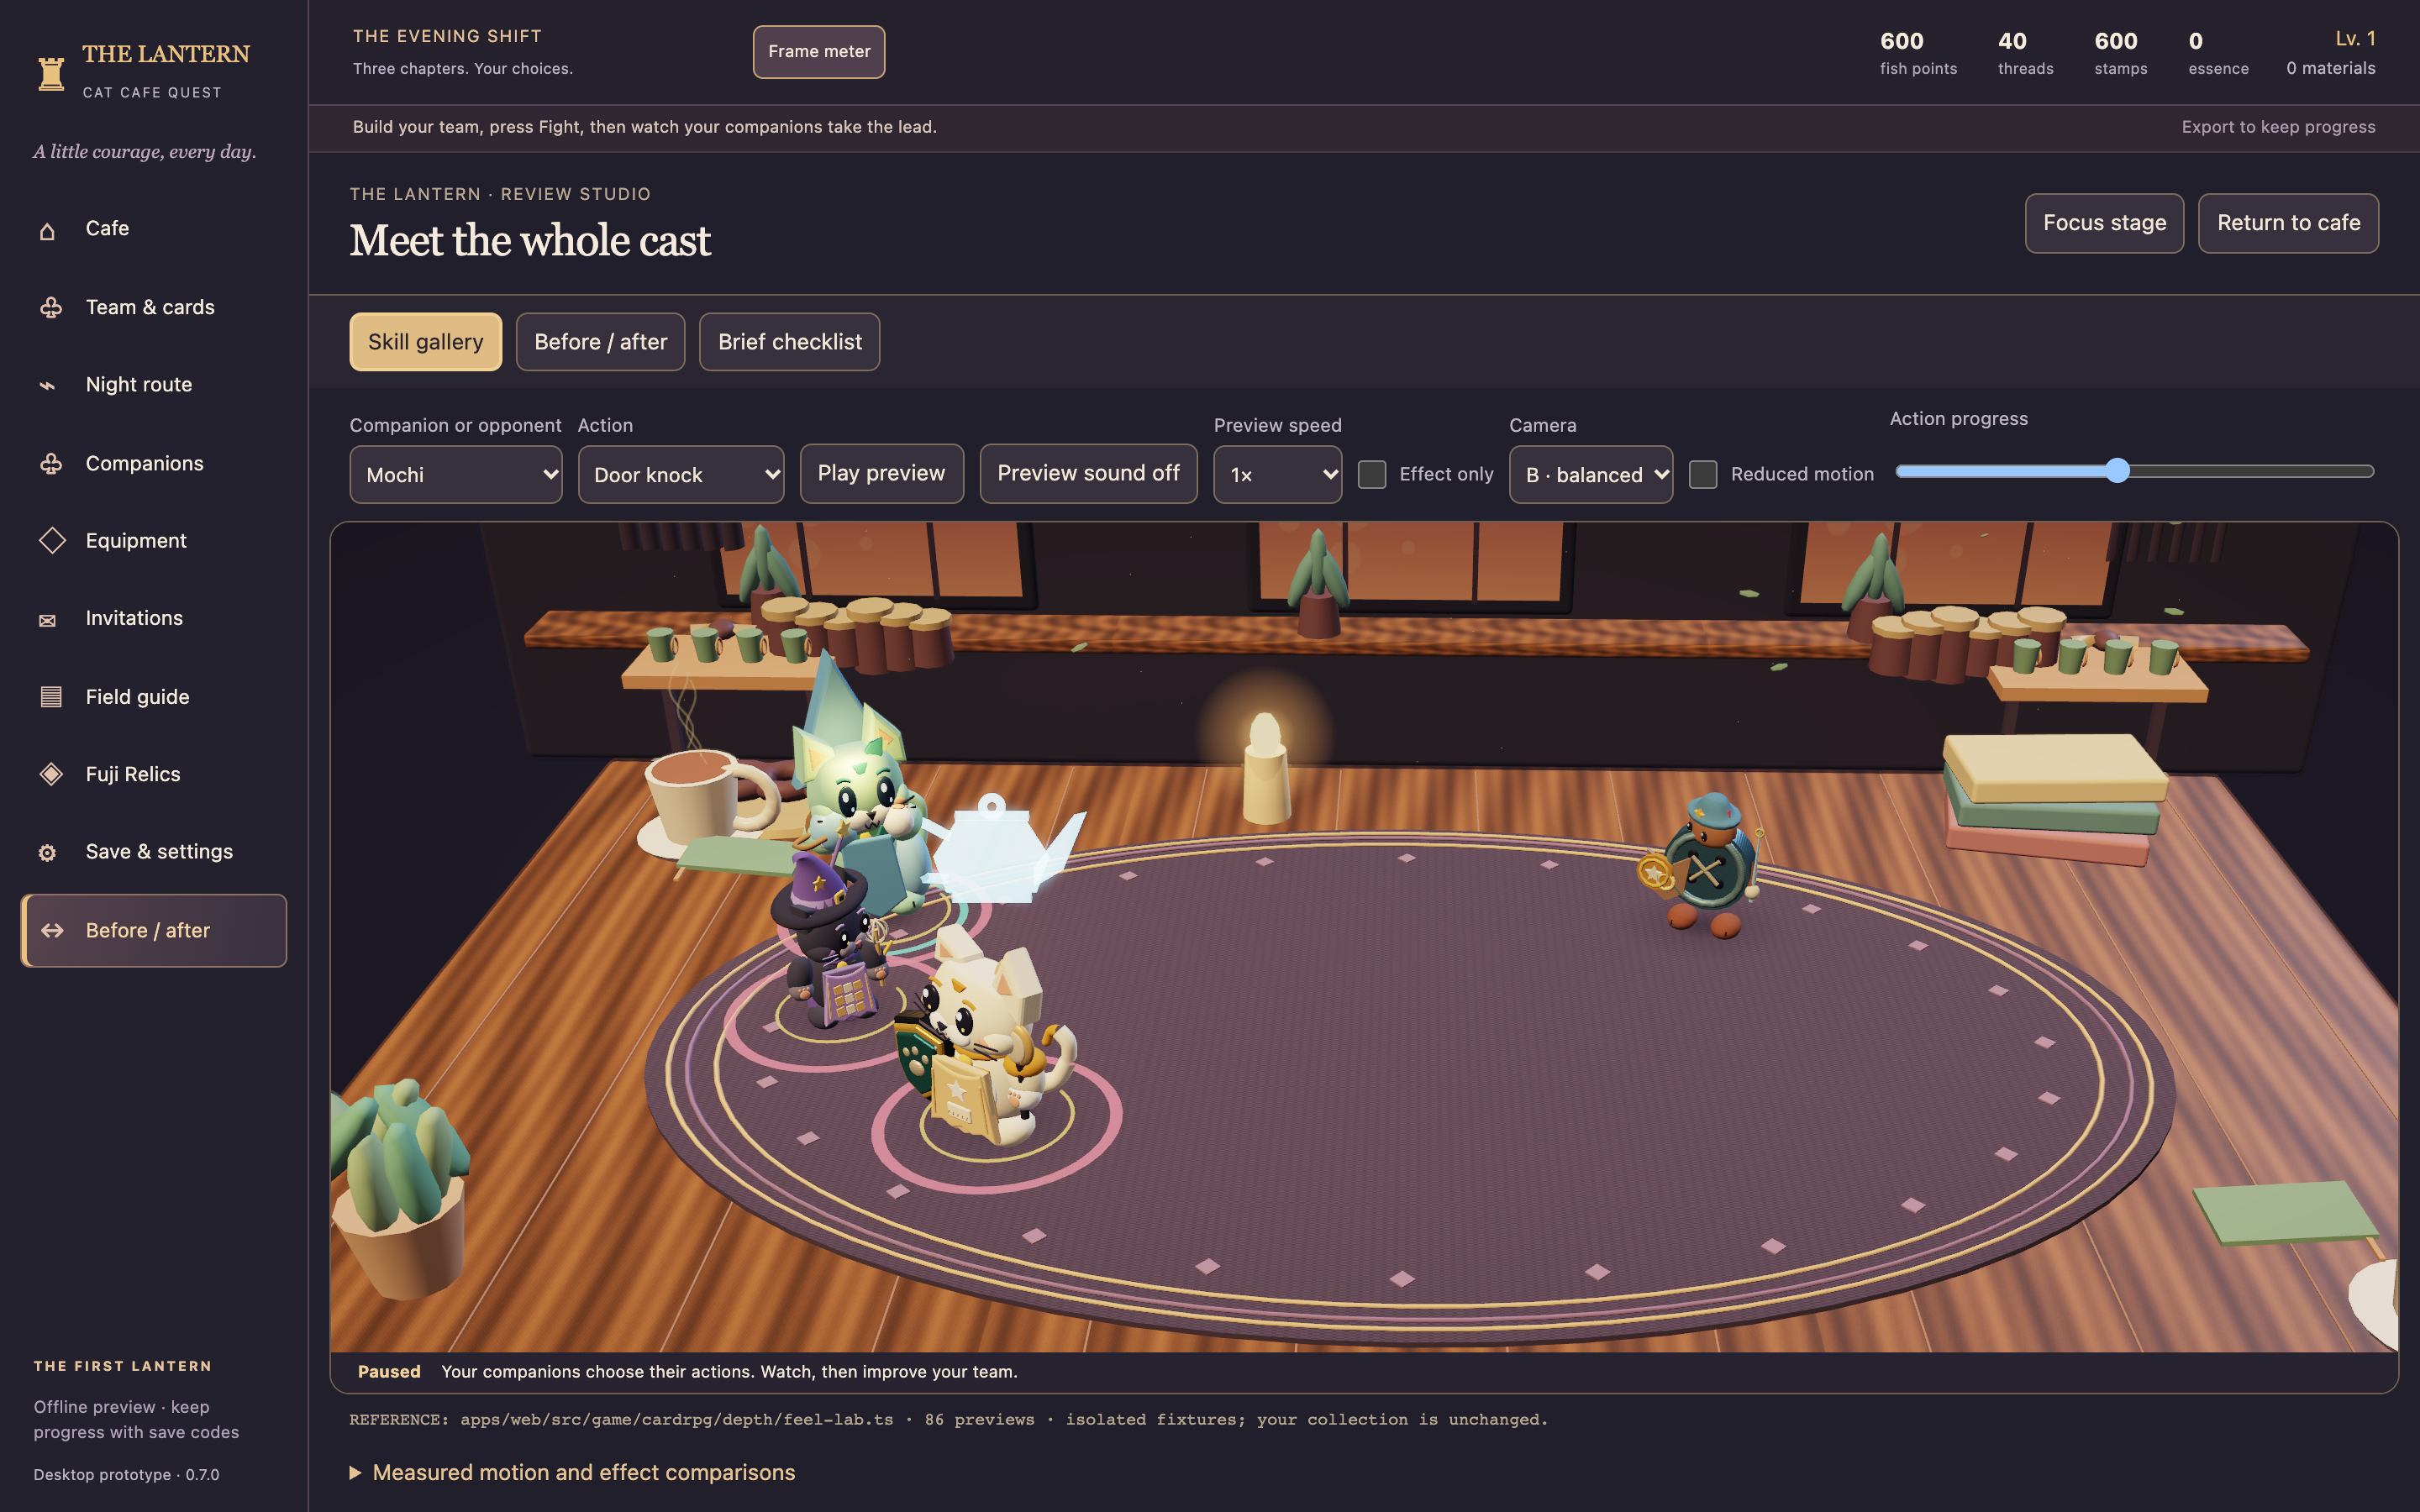 THE LANTERN
CAT CAFE QUEST
A little courage, every day.
Cafe
Team & cards
Night route
Companions
Equipment
Invitations
Field guide
Fuji Relics
Save & settings
Before / after
THE FIRST LANTERN
Offline preview · keep
progress with save codes
Desktop prototype · 0.7.0
THE EVENING SHIFT
Three chapters. Your choices.
Frame meter
600 fish points
40 threads
600 stamps
0 essence
Lv. 1
0 materials
Build your team, press Fight, then watch your companions take the lead.
Export to keep progress
THE LANTERN · REVIEW STUDIO
Meet the whole cast
Focus stage
Return to cafe
Skill gallery
Before / after
Brief checklist
Companion or opponent
Mochi
Action
Door knock
Play preview
Preview sound off
Preview speed
1×
Effect only
Camera
B · balanced
Reduced motion
Action progress
Paused Your companions choose their actions. Watch, then improve your team.
REFERENCE: apps/web/src/game/cardrpg/depth/feel-lab.ts · 86 previews · isolated fixtures; your collection is unchanged.
Measured motion and effect comparisons